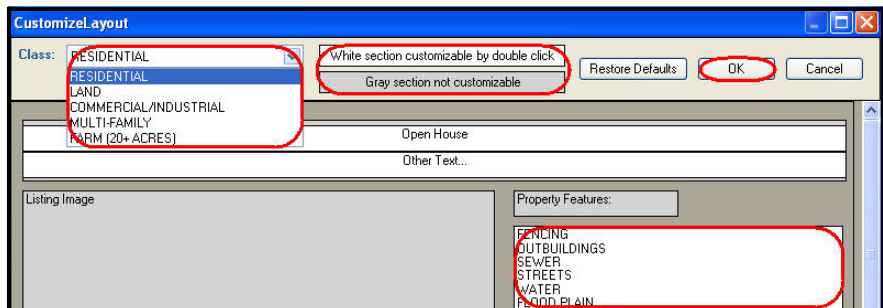 CustomizeLayout
Class: RESIDENTIAL
RESIDENTIAL
LAND
COMMERCIAL/INDUSTRIAL
MULTI-FAMILY
FARM (20+ ACRES)
White section customizable by double click
Gray section not customizable
Restore Defaults
OK
Cancel
Open House
Other Text...
Listing Image
Property Features:
FENCING
OUTBUILDINGS
SEWER
STREETS
WATER
FLOOD PLAIN